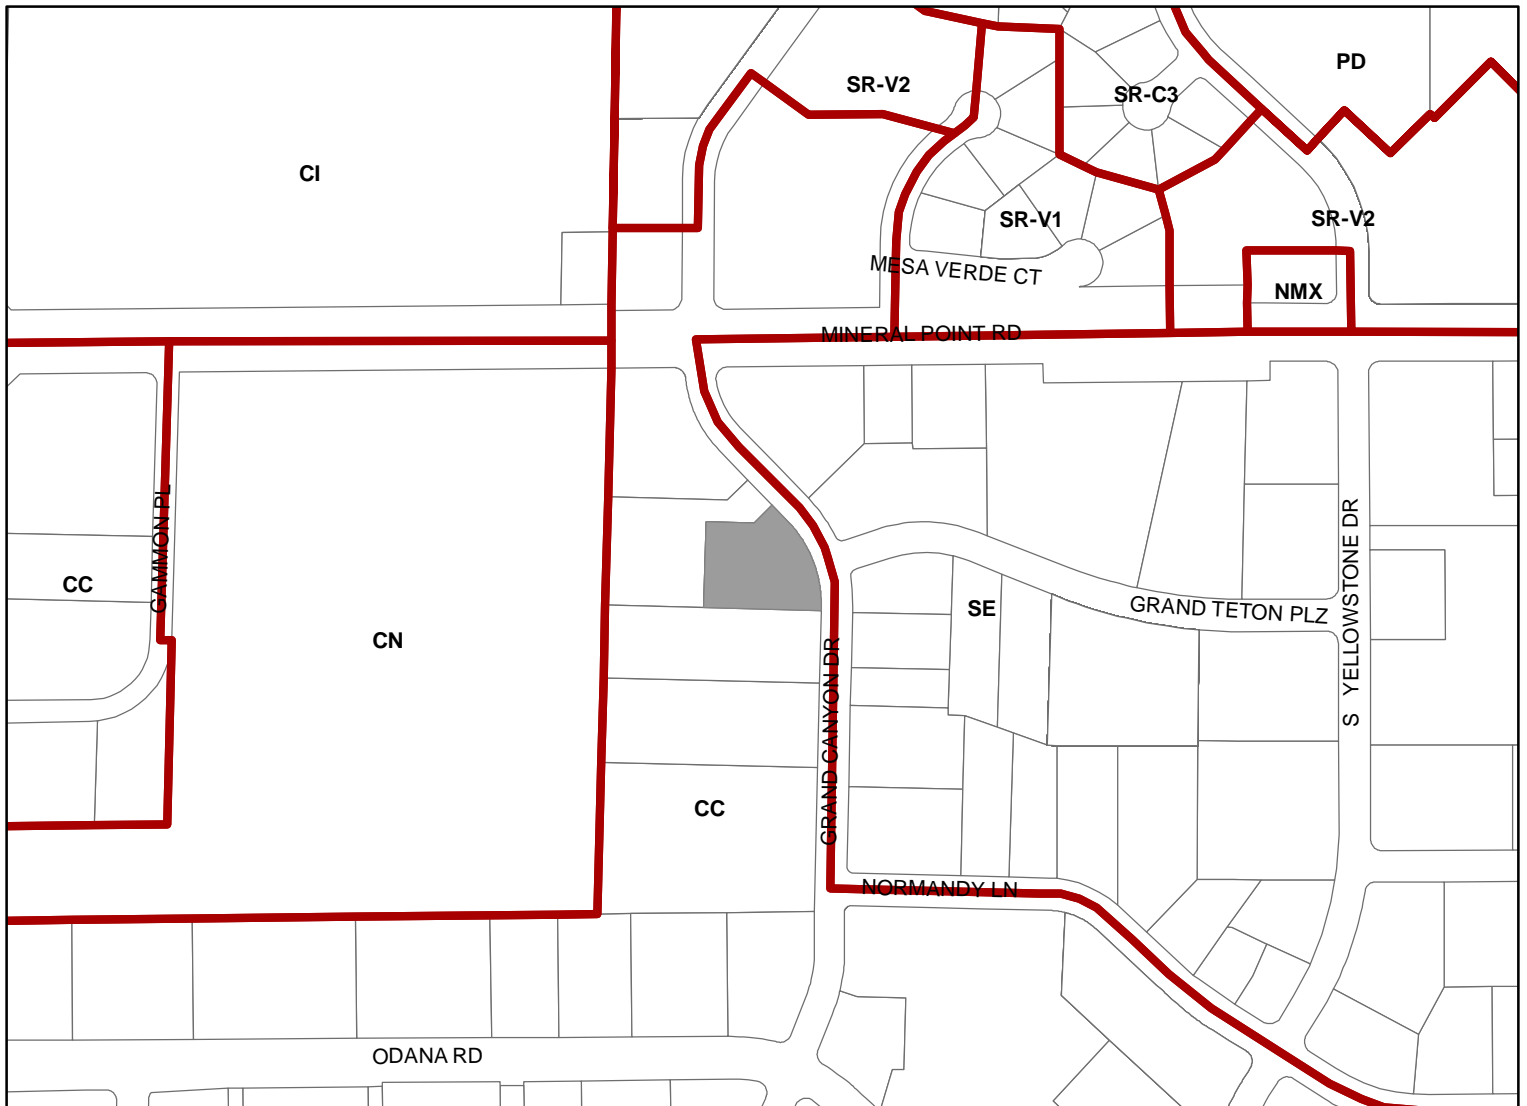 PD
SR-V2
SR-C3
CI
SR-V1
SR-V2
MESA VERDE CT
NMX
MINERAL POINT RD
GAMMON PL
CC
CN
SE
GRAND TETON PLZ
S YELLOWSTONE DR
GRAND CANYON DR
CC
NORMANDY LN
ODANA RD